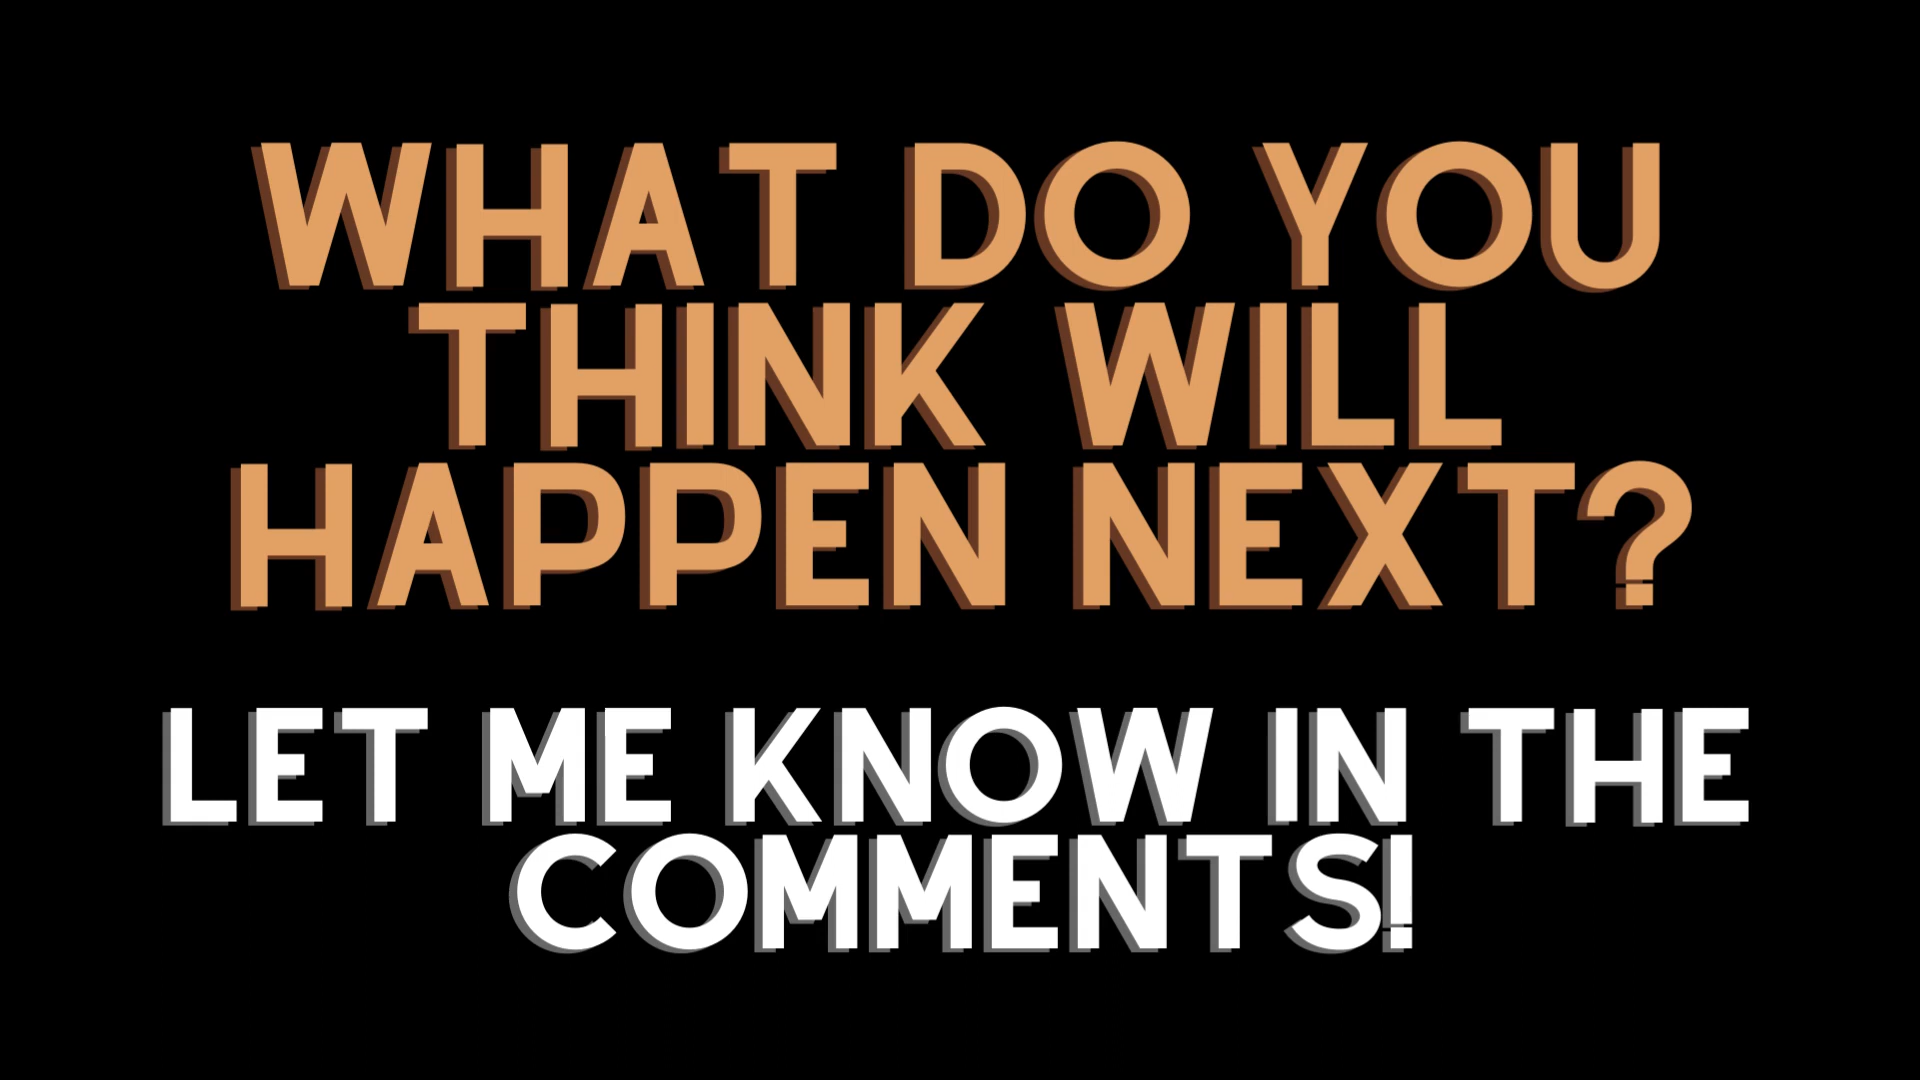 WHAT DO YOU
THINK WILL
HAPPEN NEXT?
LET ME KNOW IN THE
COMMENTS!